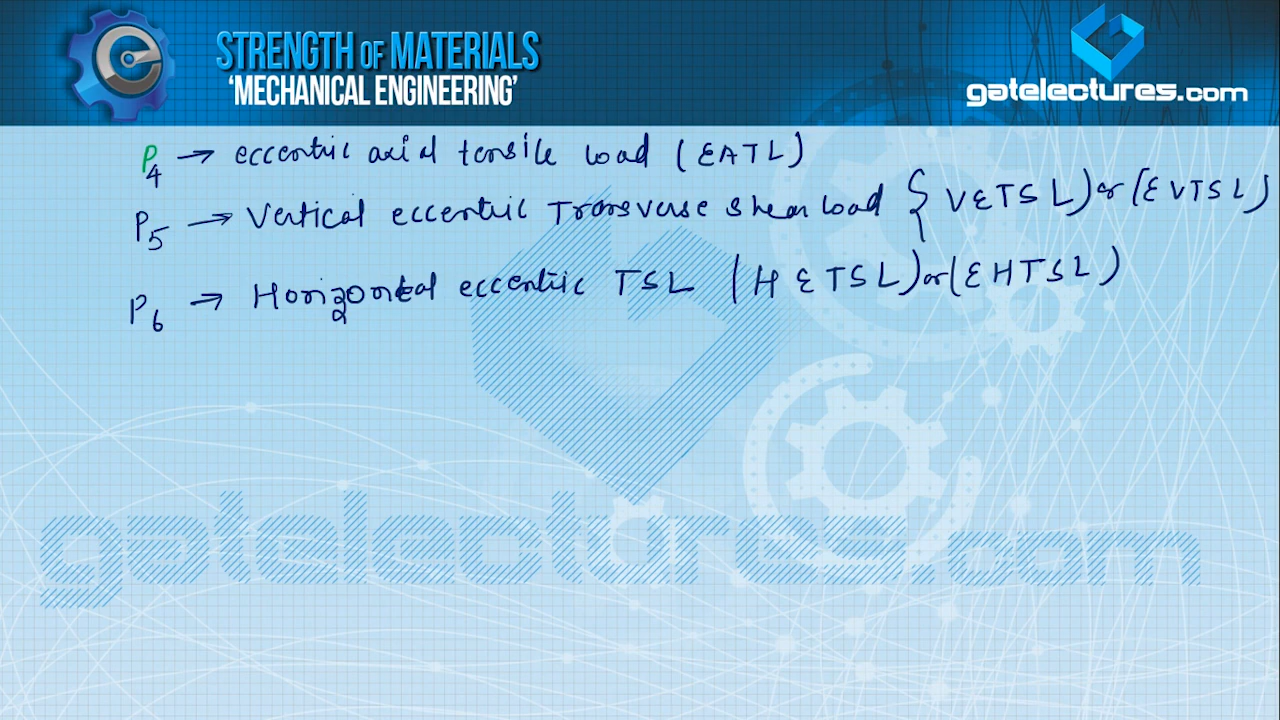 STRENGTH OF MATERIALS
'MECHANICAL ENGINEERING'
gatelectures.com
P4 → eccentric axial tensile load (EATL)
P5 → Vertical eccentric Transverse shear load { VETSL) or (EVTSL)
P6 → Horizontal eccentric TSL (HETSL) or (EHTSL)
gatelectures.com